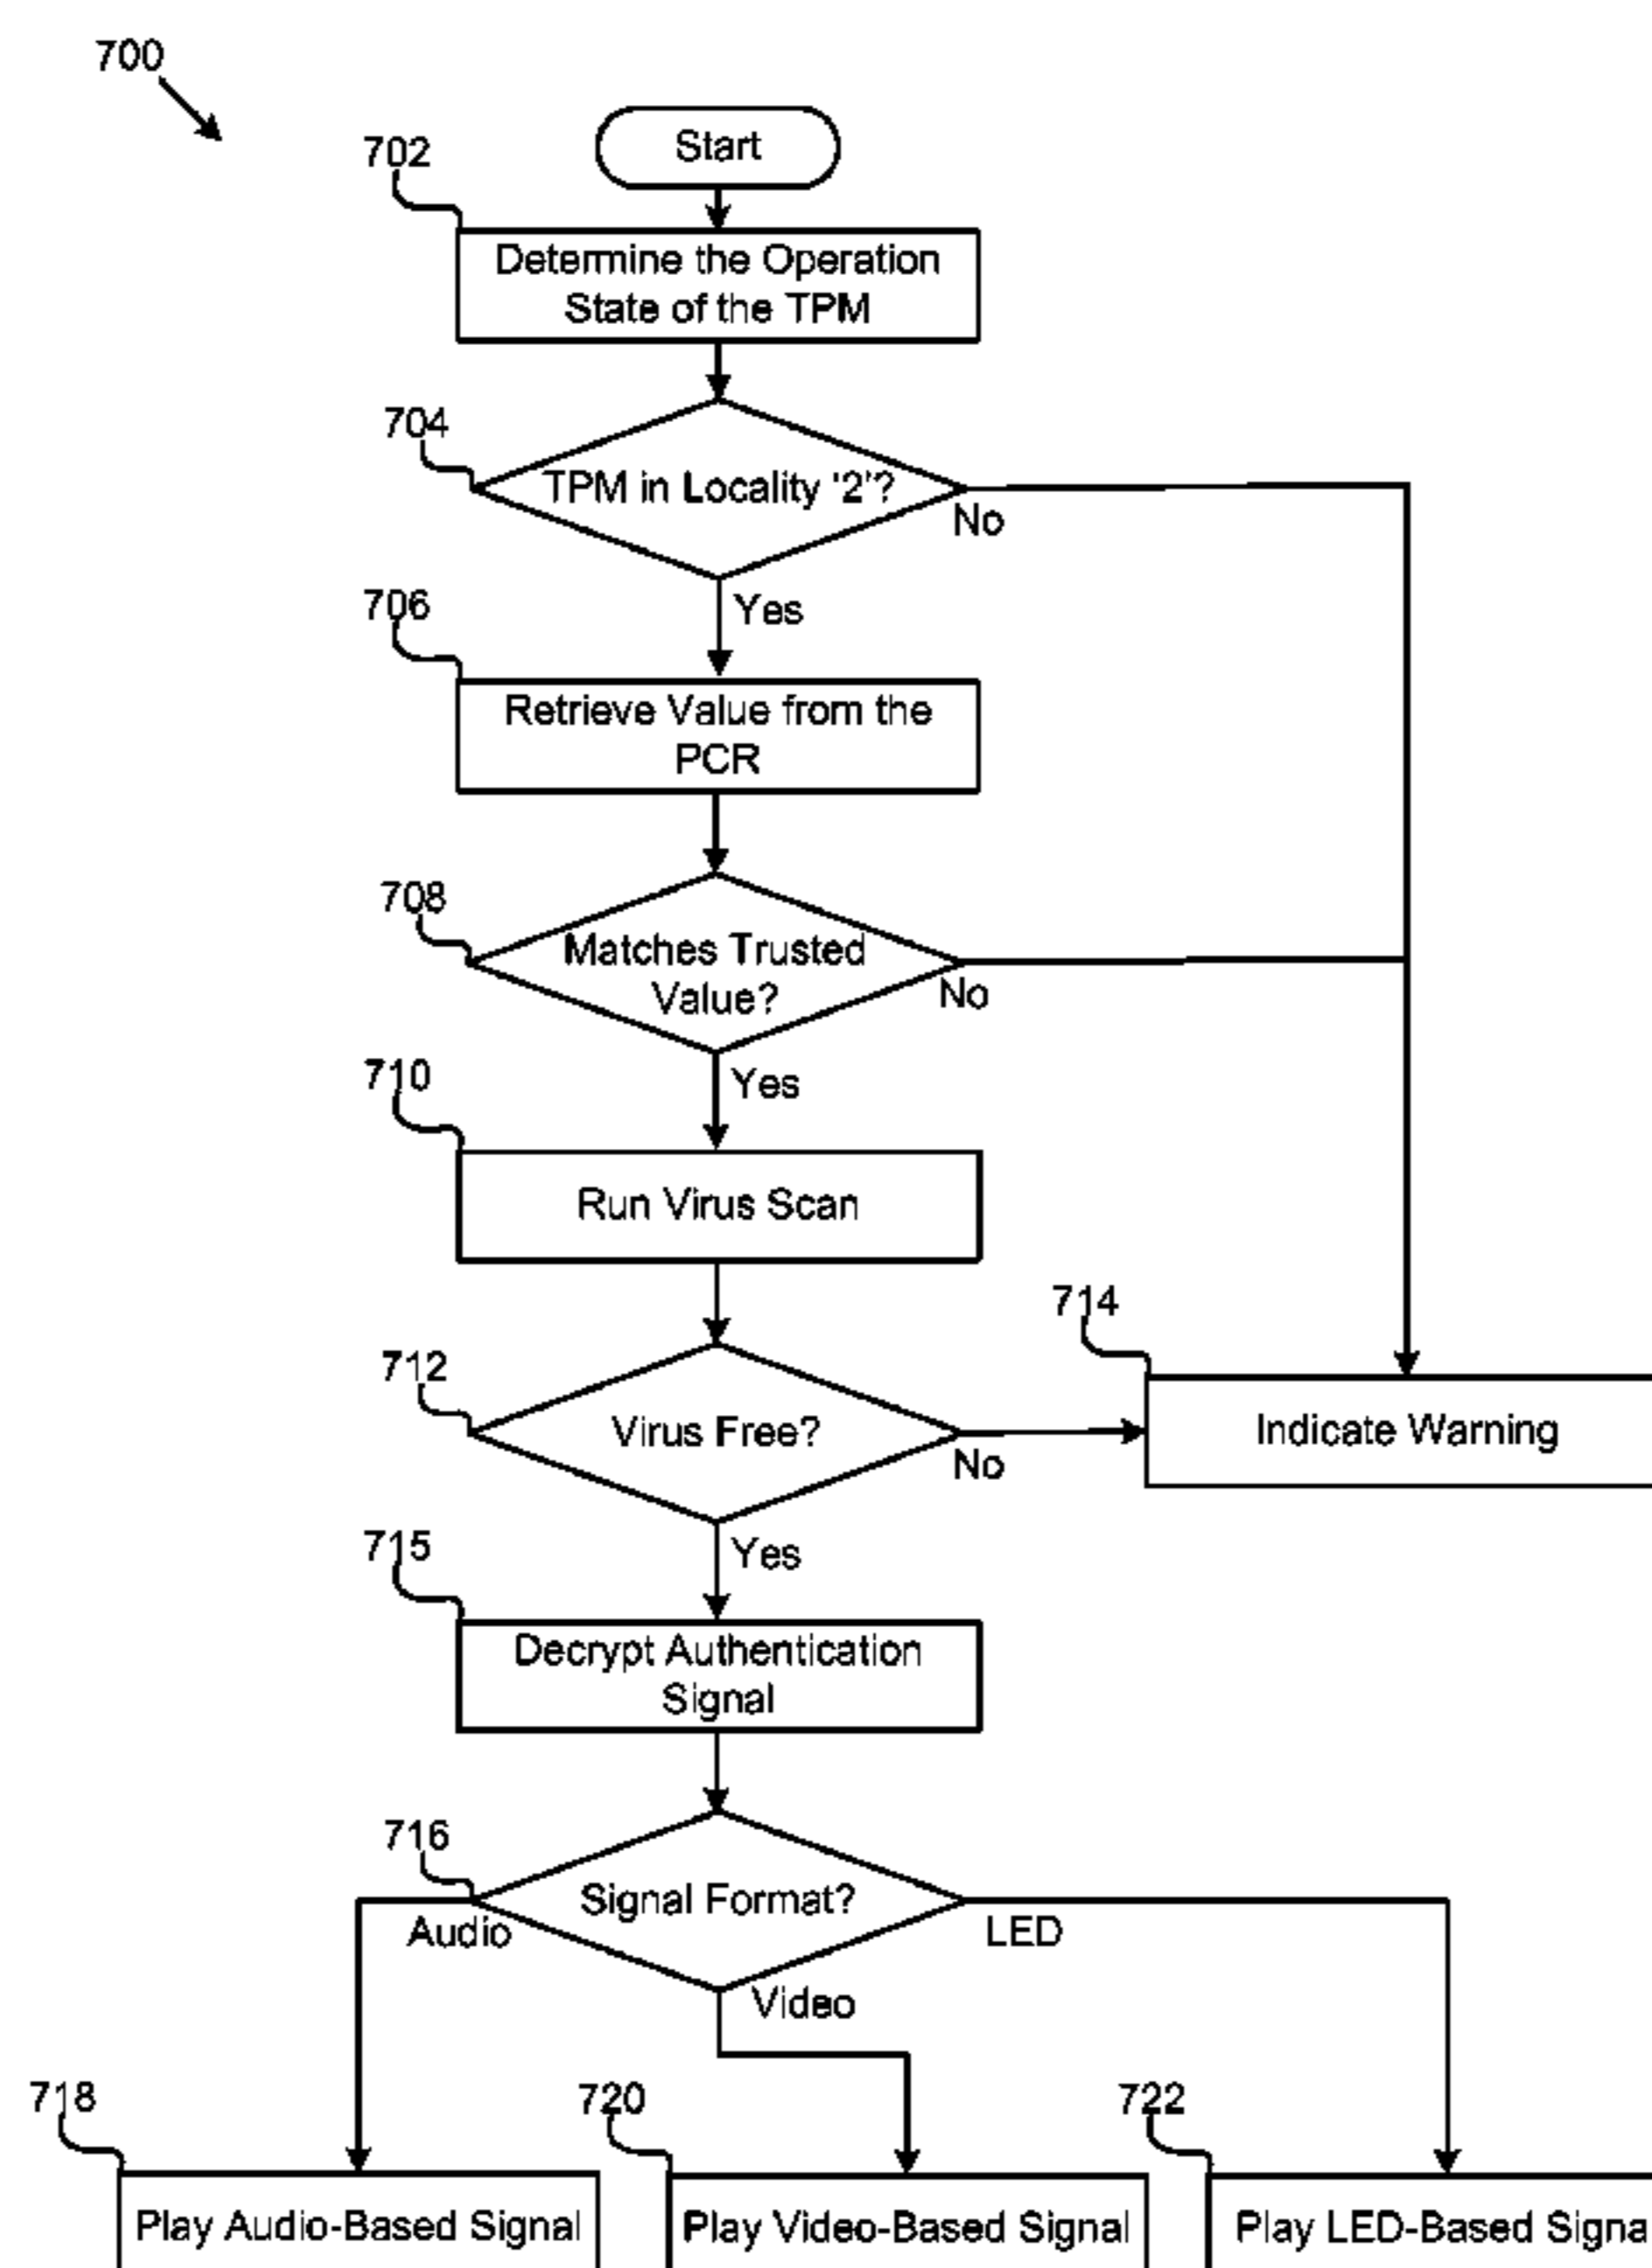 700
Start
702
Determine the Operation
State of the TPM
704
TPM in Locality '2'?
No
Yes
706
Retrieve Value from the
PCR
708
Matches Trusted
Value?
No
Yes
710
Run Virus Scan
714
712
Virus Free?
Indicate Warning
No
Yes
715
Decrypt Authentication
Signal
716
Signal Format?
Audio
LED
Video
718
720
722
Play Audio-Based Signal
Play Video-Based Signal
Play LED-Based Signa